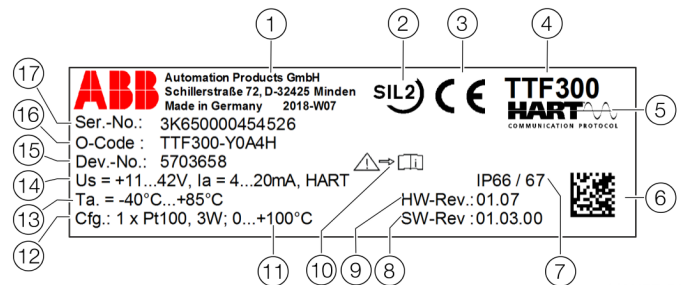 1
2
3
4
ABB
Automation Products GmbH
Schillerstraße 72, D-32425 Minden
Made in Germany 2018-W07
SIL2
CE
TTF300
HART
COMMUNICATION PROTOCOL
5
17
Ser.-No.: 3K650000454526
16
O-Code : TTF300-Y0A4H
15
Dev.-No.: 5703658
14
Us = +11...42V, Ia = 4...20mA, HART
IP66 / 67
6
13
Ta. = -40°C...+85°C
HW-Rev.: 01.07
12
Cfg.: 1 x Pt100, 3W; 0...+100°C
SW-Rev : 01.03.00
11
10
9
8
7